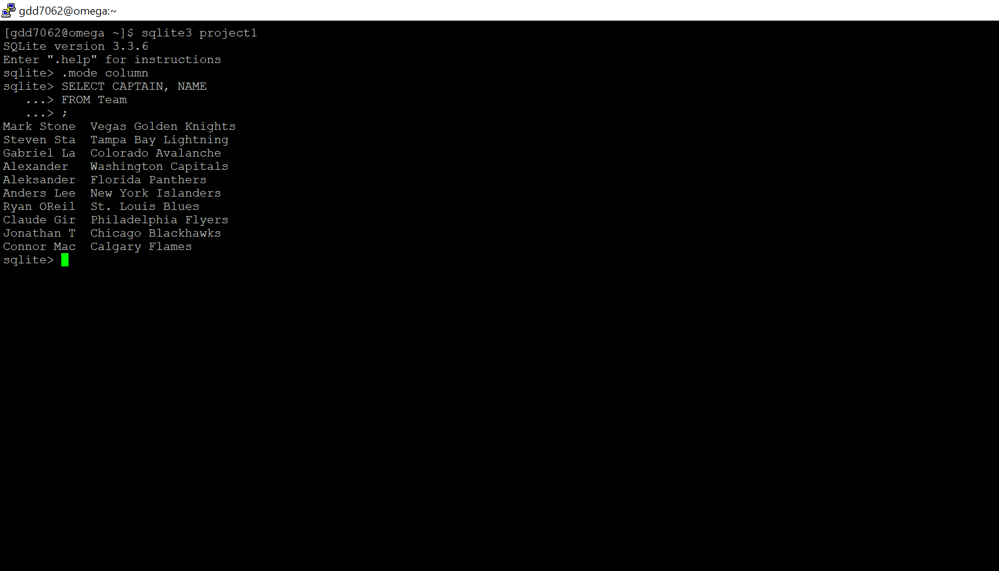 gdd7062@omega:~
[gdd7062@omega ~]$ sqlite3 project1
SQLite version 3.3.6
Enter ".help" for instructions
sqlite> .mode column
sqlite> SELECT CAPTAIN, NAME
   ...> FROM Team
   ...> ;
Mark Stone  Vegas Golden Knights
Steven Sta  Tampa Bay Lightning
Gabriel La  Colorado Avalanche
Alexander   Washington Capitals
Aleksander  Florida Panthers
Anders Lee  New York Islanders
Ryan OReil  St. Louis Blues
Claude Gir  Philadelphia Flyers
Jonathan T  Chicago Blackhawks
Connor Mac  Calgary Flames
sqlite>